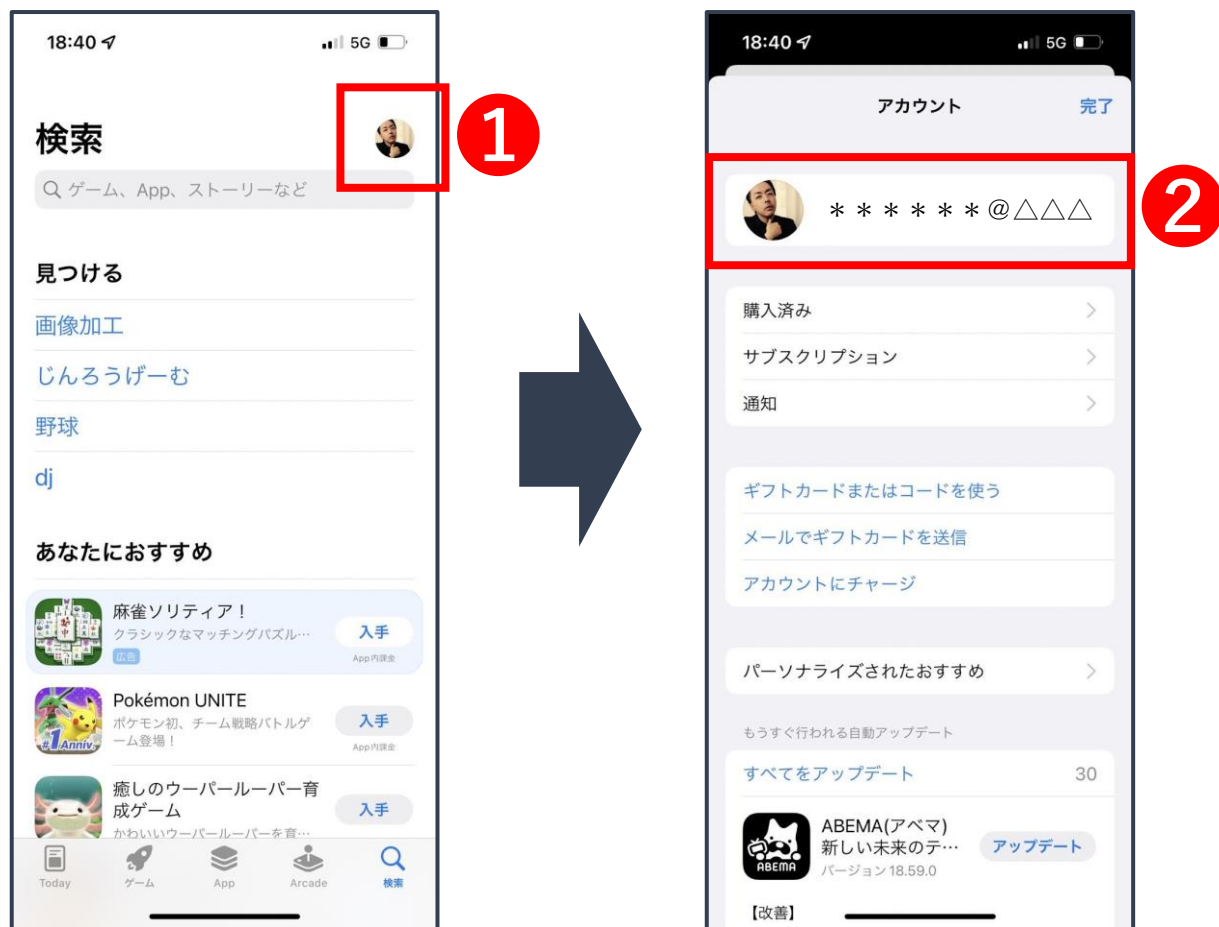 18:40
5G
検索
1
ゲーム、App、ストーリーなど
見つける
画像加工
じんろうげーむ
野球
dj
あなたにおすすめ
麻雀ソリティア！
クラシックなマッチングパズル…
広告
入手
App内課金
Pokémon UNITE
ポケモン初、チーム戦略バトルゲ
ーム登場！
#1 Anniv.
入手
App内課金
癒しのウーパールーパー育
成ゲーム
かわいいウーパールーパーを育…
入手
Today
ゲーム
App
Arcade
検索
18:40
5G
アカウント
完了
＊＊＊＊＊＊@△△△
2
購入済み
サブスクリプション
通知
ギフトカードまたはコードを使う
メールでギフトカードを送信
アカウントにチャージ
パーソナライズされたおすすめ
もうすぐ行われる自動アップデート
すべてをアップデート
30
ABEMA
ABEMA(アベマ)
新しい未来のテ…
バージョン 18.59.0
アップデート
【改善】